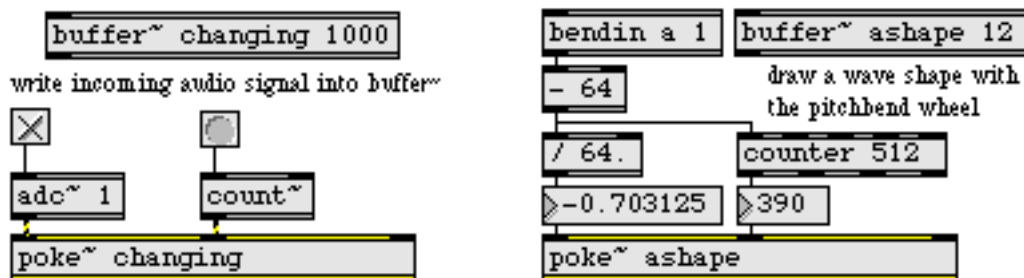 buffer~ changing 1000
write incoming audio signal into buffer~
adc~ 1
count~
poke~ changing
bendin a 1
buffer~ ashape 12
- 64
draw a wave shape with
the pitchbend wheel
/ 64.
counter 512
-0.703125
390
poke~ ashape